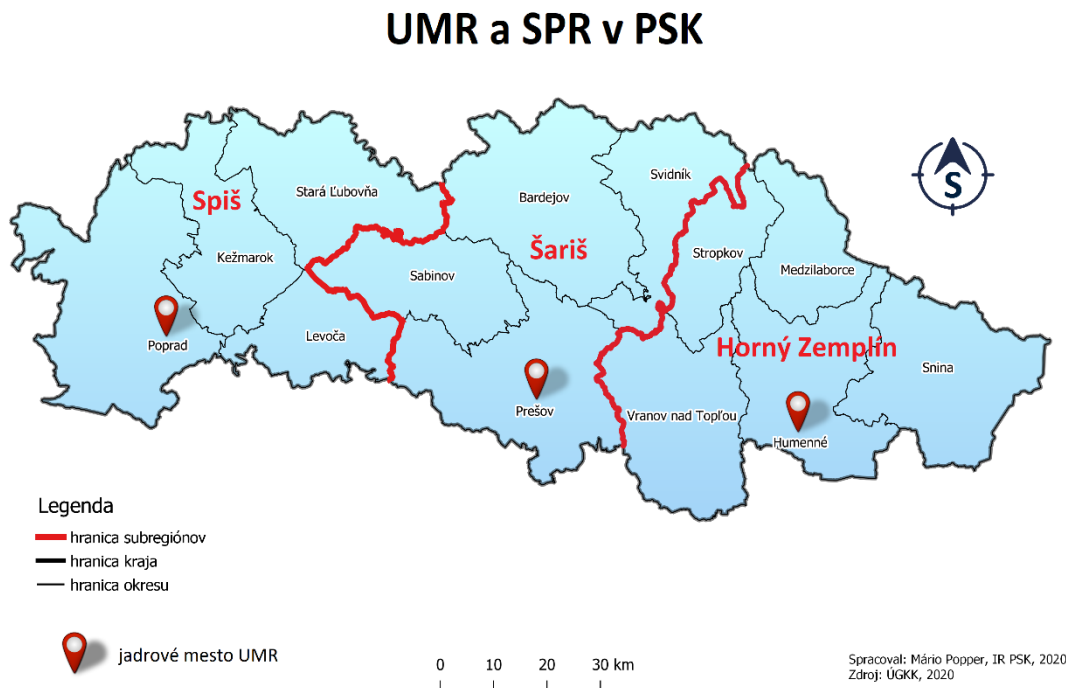 UMR a SPR v PSK
Svidník
Stará Ľubovňa
Bardejov
Spiš
S
Šariš
Stropkov
Kežmarok
Medzilaborce
Sabinov
Levoča
Poprad
Horný Zemplín
Snina
Prešov
Vranov nad Topľou
Humenné
Legenda
hranica subregiónov
hranica kraja
hranica okresu
jadrové mesto UMR
0 10 20 30 km
Spracoval: Mário Popper, IR PSK, 2020
Zdroj: ÚGKK, 2020